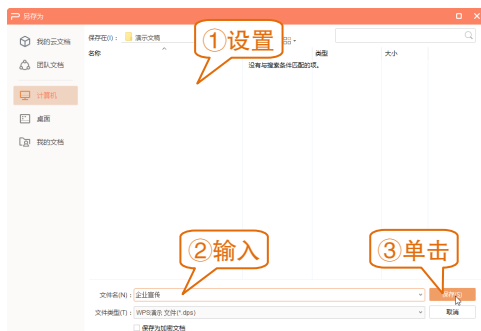 另存为
我的云文档
团队文档
计算机
桌面
我的文档
保存在(I): 演示文稿
①设置
名称 类型 大小
没有与搜索条件匹配的项。
②输入
③单击
文件名(N): 企业宣传
保存(S)
文件类型(T): WPS演示 文件(*.dps)
取消
保存为加密文档